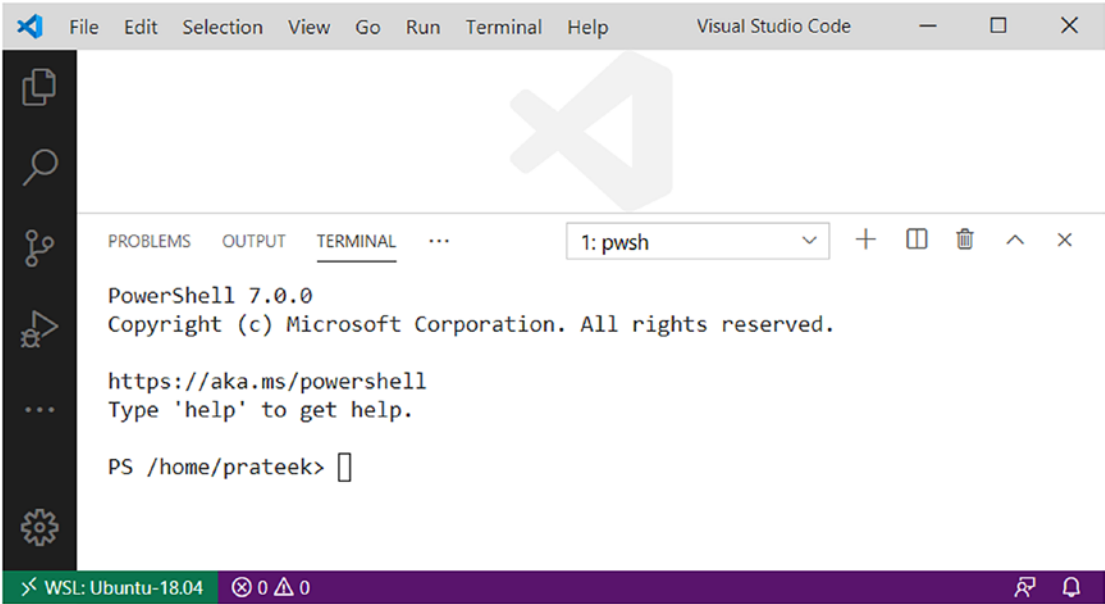 File Edit Selection View Go Run Terminal Help Visual Studio Code
PROBLEMS OUTPUT TERMINAL ··· 1: pwsh
PowerShell 7.0.0
Copyright (c) Microsoft Corporation. All rights reserved.
https://aka.ms/powershell
Type 'help' to get help.
PS /home/prateek>
WSL: Ubuntu-18.04 0 0